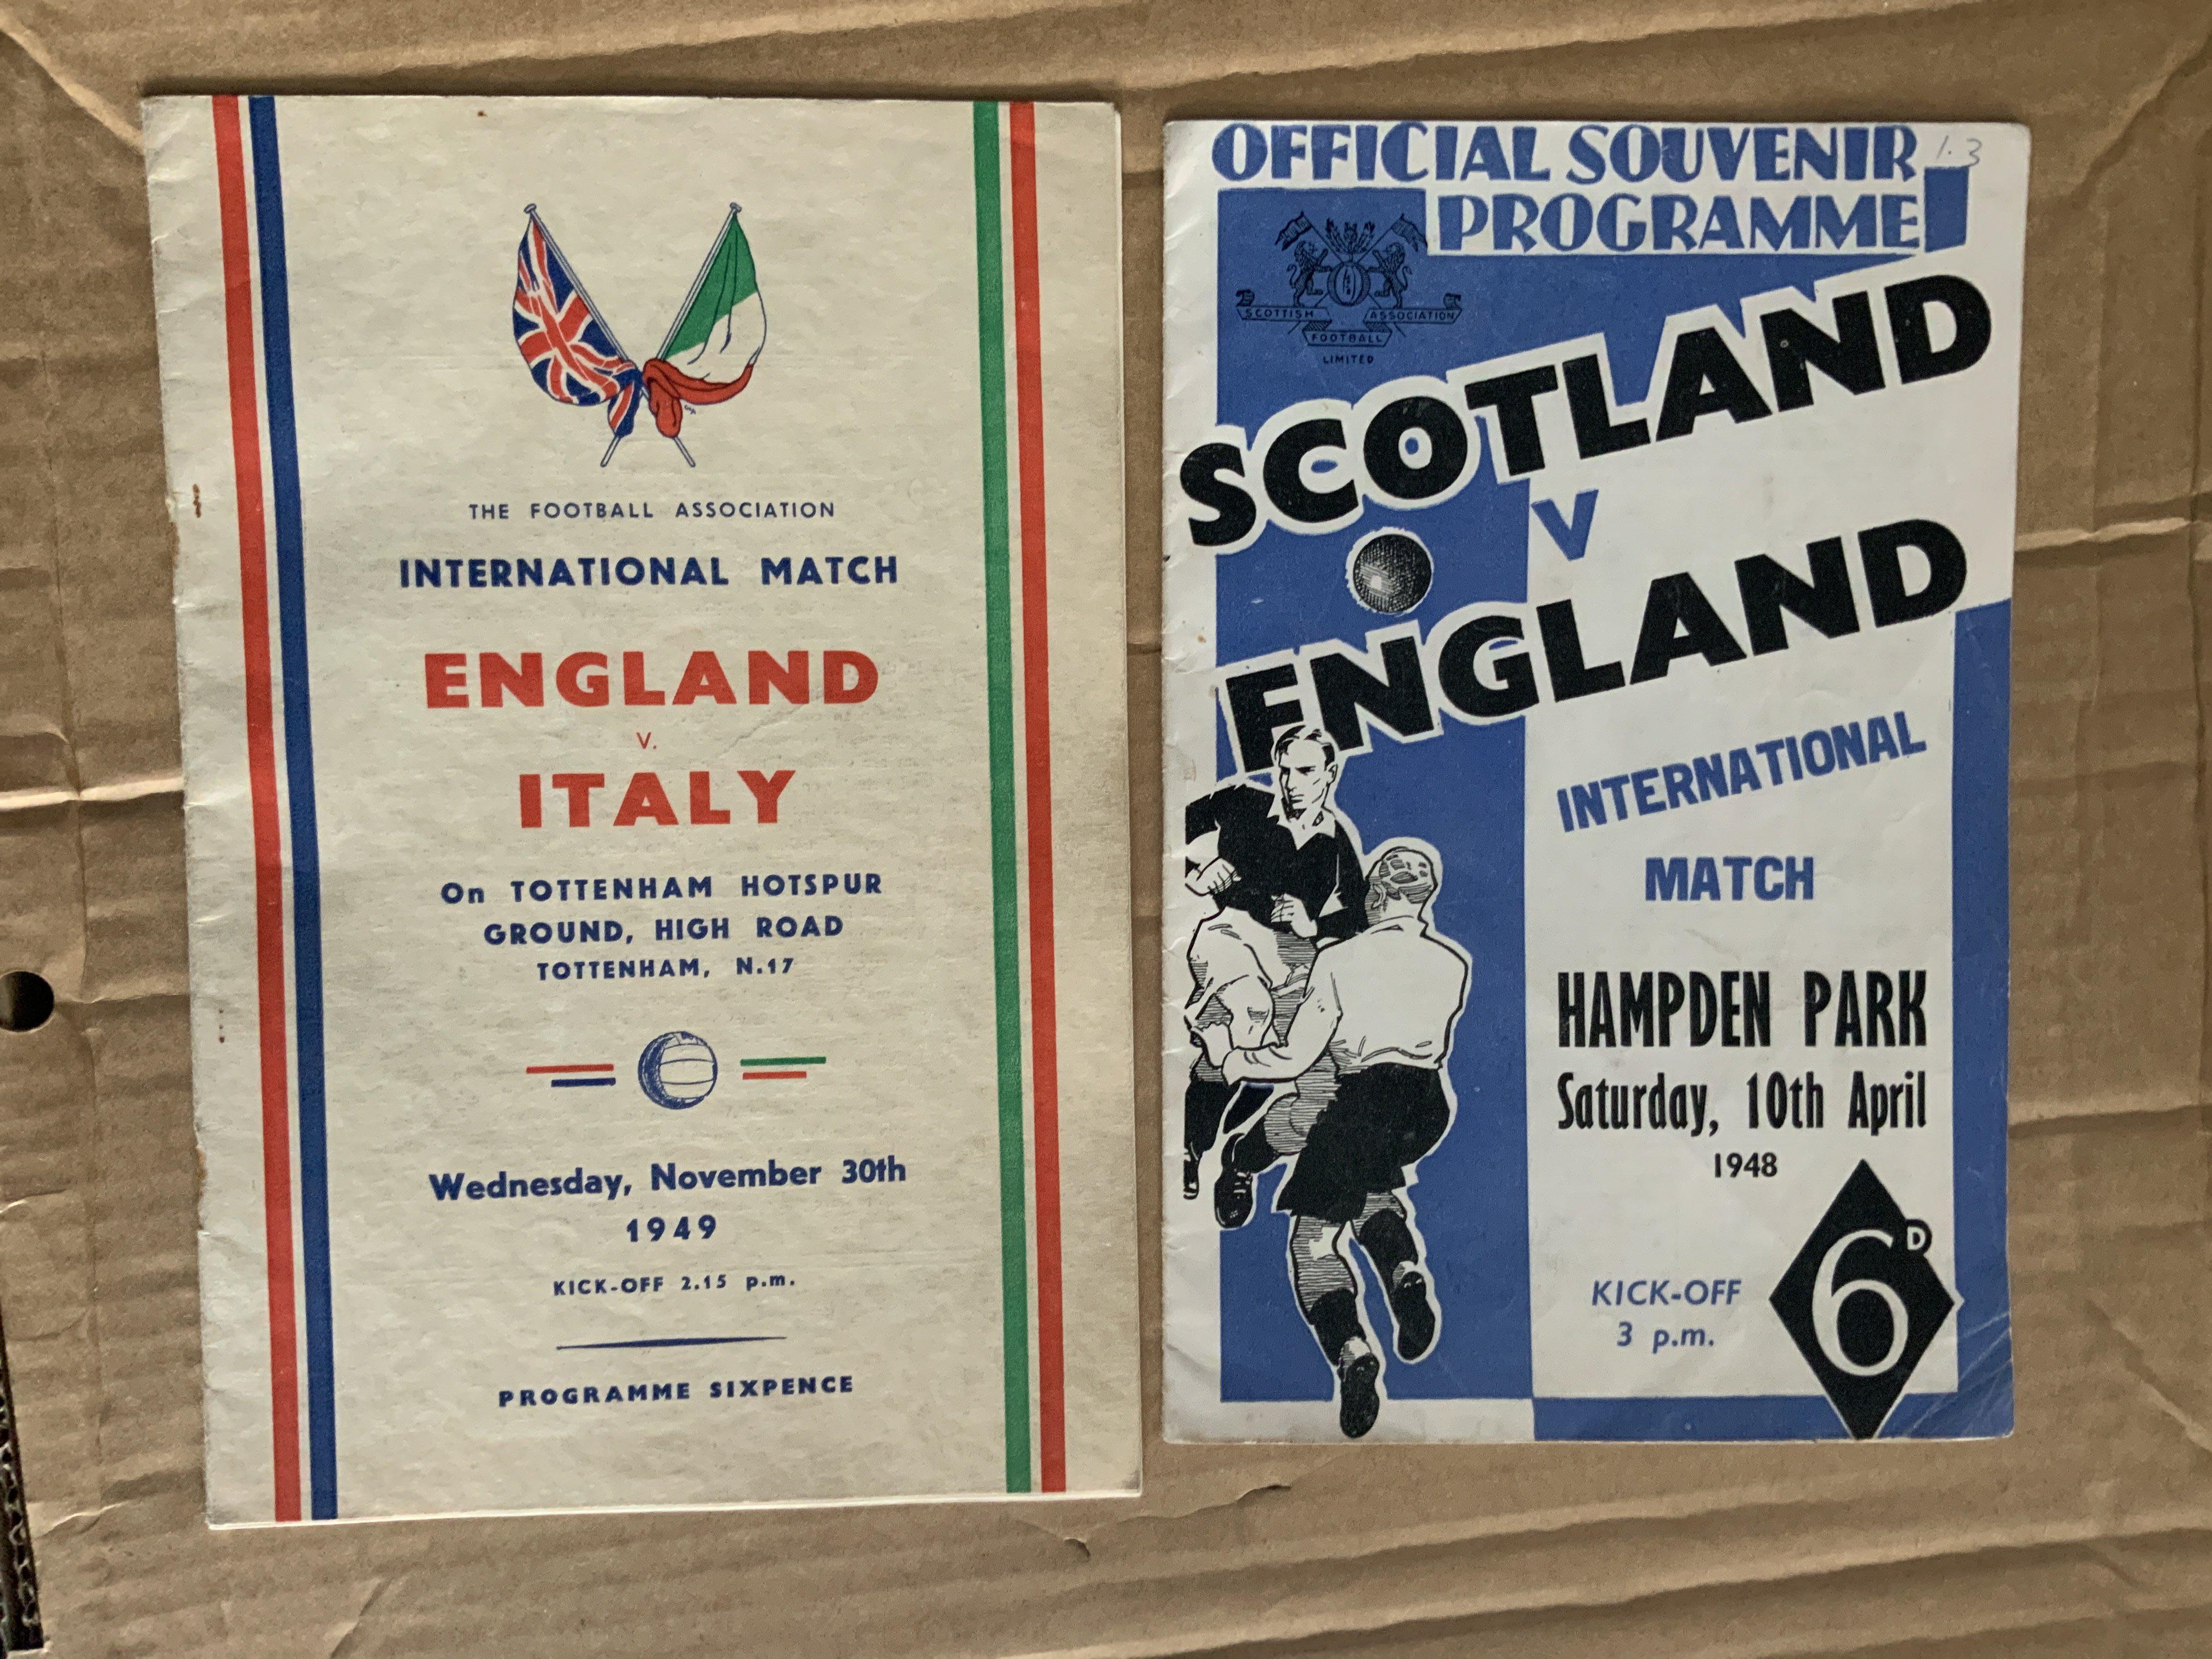 THE FOOTBALL ASSOCIATION
INTERNATIONAL MATCH
ENGLAND
V.
ITALY
On TOTTENHAM HOTSPUR
GROUND, HIGH ROAD
TOTTENHAM, N.17
Wednesday, November 30th
1949
KICK-OFF 2.15 p.m.
PROGRAMME SIXPENCE
OFFICIAL SOUVENIR
PROGRAMME
1.3
SCOTTISH FOOTBALL ASSOCIATION
LIMITED
SCOTLAND
V
ENGLAND
INTERNATIONAL
MATCH
HAMPDEN PARK
Saturday, 10th April
1948
KICK-OFF
3 p.m.
6D